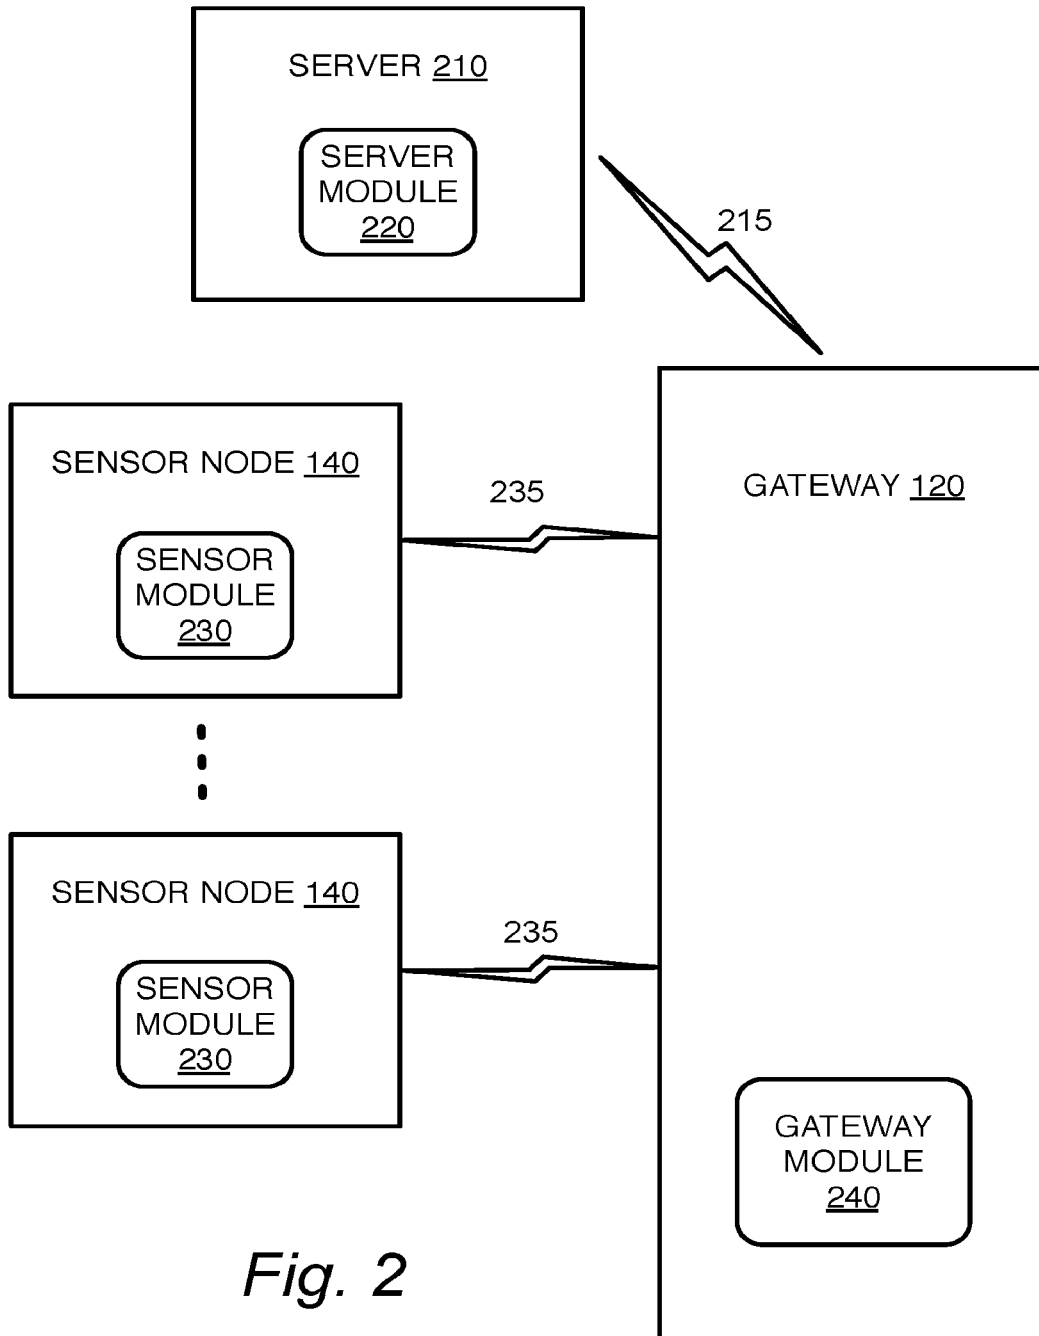 SERVER 210
SERVER
MODULE
220
215
SENSOR NODE 140
SENSOR
MODULE
230
235
GATEWAY 120
SENSOR NODE 140
SENSOR
MODULE
230
235
GATEWAY
MODULE
240
Fig. 2